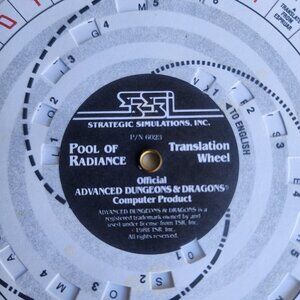 SSI
STRATEGIC SIMULATIONS, INC.
P/N 6023
POOL OF RADIANCE
Translation Wheel
Official
ADVANCED DUNGEONS & DRAGONS®
Computer Product
ADVANCED DUNGEONS & DRAGONS is a
registered trademark owned by and
used under license from TSR, Inc.
©1988 TSR, Inc.
All rights reserved.
TO ENGLISH
TRANSLATE
FROM